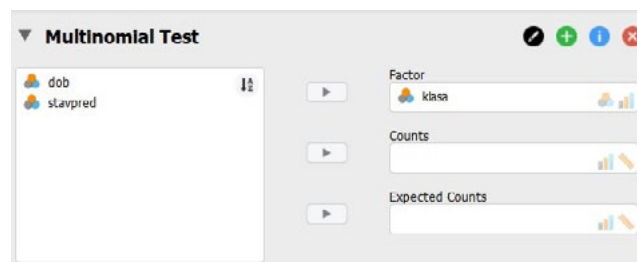 Multinomial Test
dob
stavpred
Factor
klasa
Counts
Expected Counts